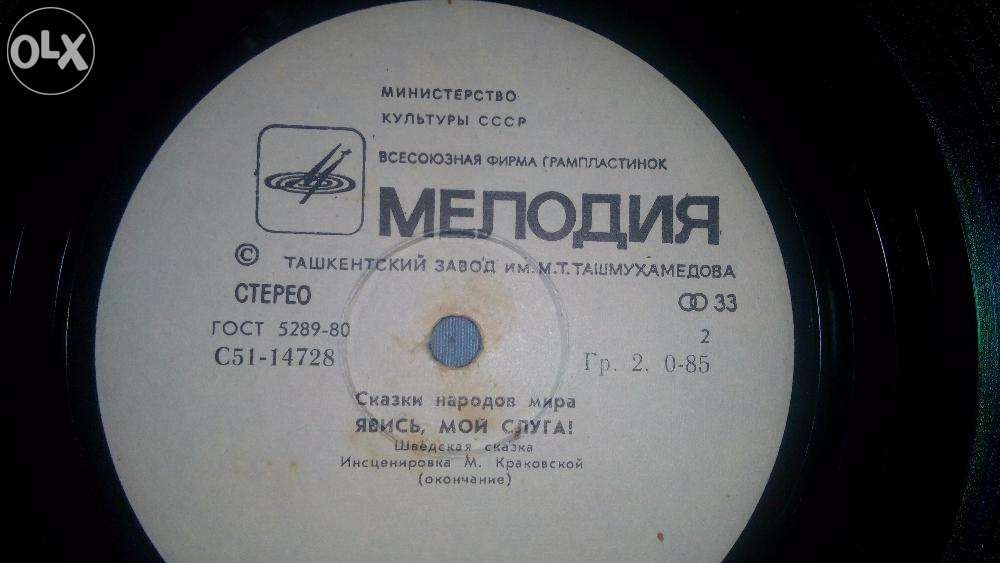 OLX
МИНИСТЕРСТВО
КУЛЬТУРЫ СССР
ВСЕСОЮЗНАЯ ФИРМА ГРАМПЛАСТИНОК
МЕЛОДИЯ
© ТАШКЕНТСКИЙ ЗАВОД ИМ. М.Т. ТАШМУХАМЕДОВА
СТЕРЕО
33
ГОСТ 5289-80
2
С51-14728
Гр. 2. 0-85
Сказки народов мира
ЯВИСЬ, МОЙ СЛУГА!
Шведская сказка
Инсценировка М. Краковской
(окончание)